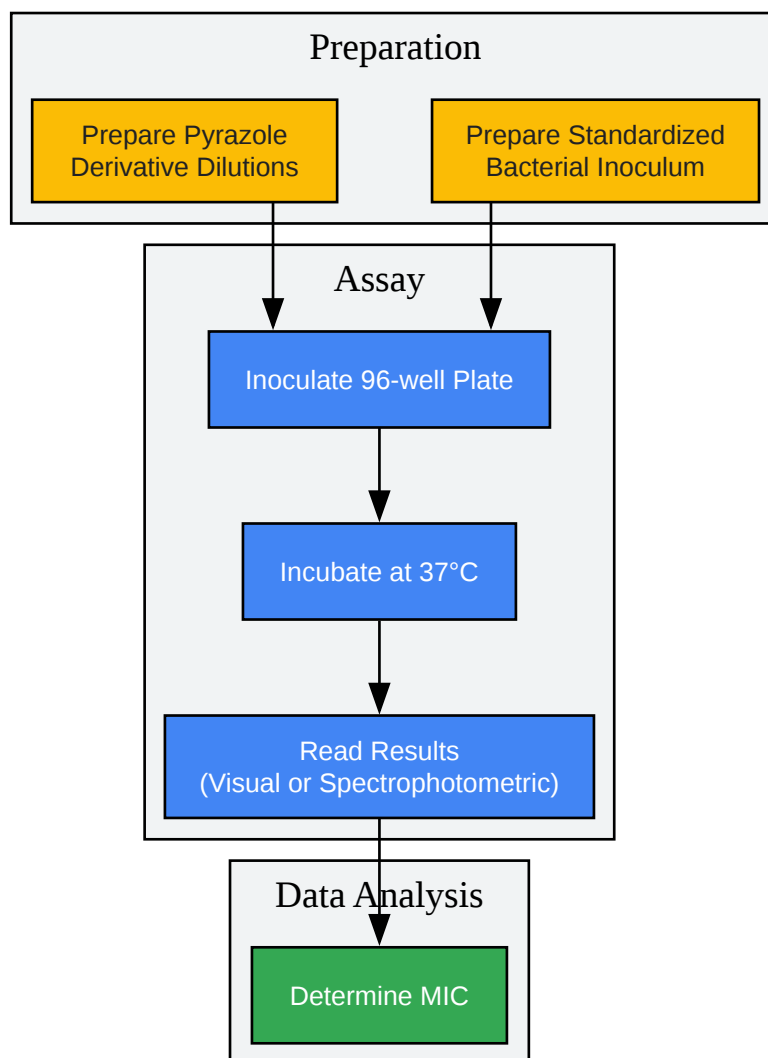 Preparation
Prepare Pyrazole
Derivative Dilutions
Prepare Standardized
Bacterial Inoculum
Assay
Inoculate 96-well Plate
Incubate at 37°C
Read Results
(Visual or Spectrophotometric)
Data Analysis
Determine MIC